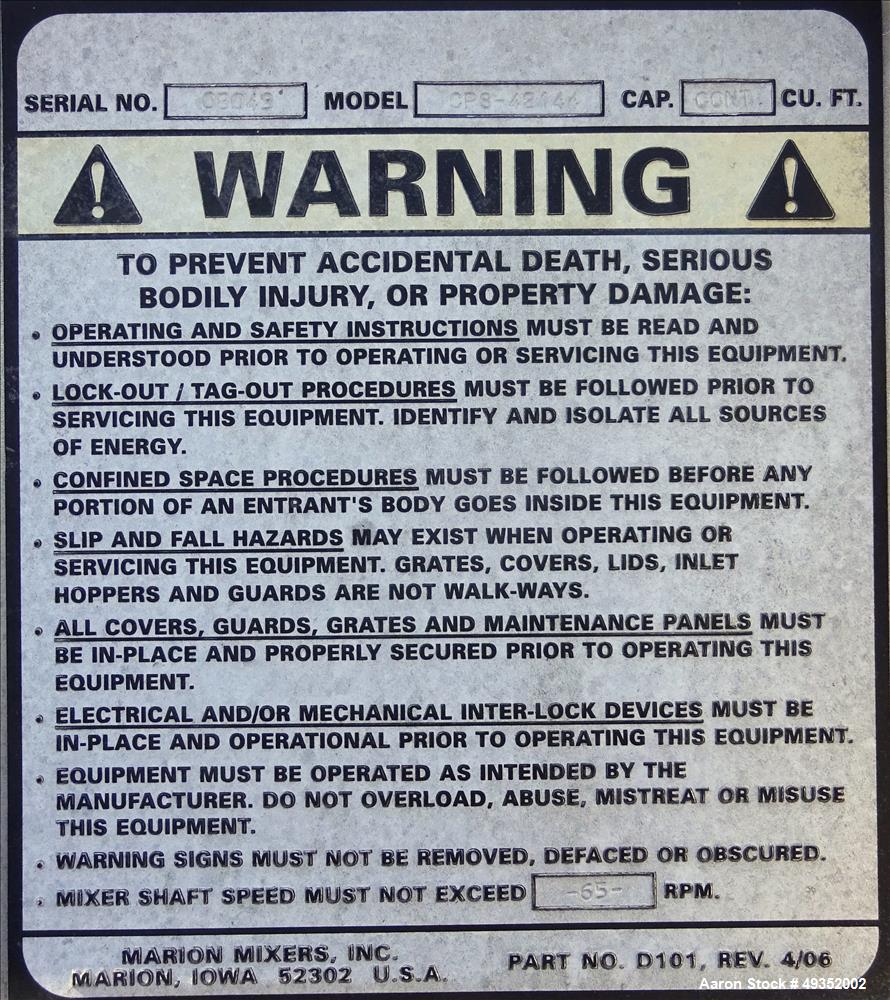 SERIAL NO. MODEL CAP. CONT. CU. FT.
WARNING
TO PREVENT ACCIDENTAL DEATH, SERIOUS
BODILY INJURY, OR PROPERTY DAMAGE:
• OPERATING AND SAFETY INSTRUCTIONS MUST BE READ AND
UNDERSTOOD PRIOR TO OPERATING OR SERVICING THIS EQUIPMENT.
• LOCK-OUT / TAG-OUT PROCEDURES MUST BE FOLLOWED PRIOR TO
SERVICING THIS EQUIPMENT. IDENTIFY AND ISOLATE ALL SOURCES
OF ENERGY.
• CONFINED SPACE PROCEDURES MUST BE FOLLOWED BEFORE ANY
PORTION OF AN ENTRANT'S BODY GOES INSIDE THIS EQUIPMENT.
• SLIP AND FALL HAZARDS MAY EXIST WHEN OPERATING OR
SERVICING THIS EQUIPMENT. GRATES, COVERS, LIDS, INLET
HOPPERS AND GUARDS ARE NOT WALK-WAYS.
• ALL COVERS, GUARDS, GRATES AND MAINTENANCE PANELS MUST
BE IN-PLACE AND PROPERLY SECURED PRIOR TO OPERATING THIS
EQUIPMENT.
• ELECTRICAL AND/OR MECHANICAL INTER-LOCK DEVICES MUST BE
IN-PLACE AND OPERATIONAL PRIOR TO OPERATING THIS EQUIPMENT.
• EQUIPMENT MUST BE OPERATED AS INTENDED BY THE
MANUFACTURER. DO NOT OVERLOAD, ABUSE, MISTREAT OR MISUSE
THIS EQUIPMENT.
• WARNING SIGNS MUST NOT BE REMOVED, DEFACED OR OBSCURED.
• MIXER SHAFT SPEED MUST NOT EXCEED -65- RPM.
MARION MIXERS, INC.
MARION, IOWA 52302 U.S.A.
PART NO. D101, REV. 4/06
Aaron Stock # 49352002